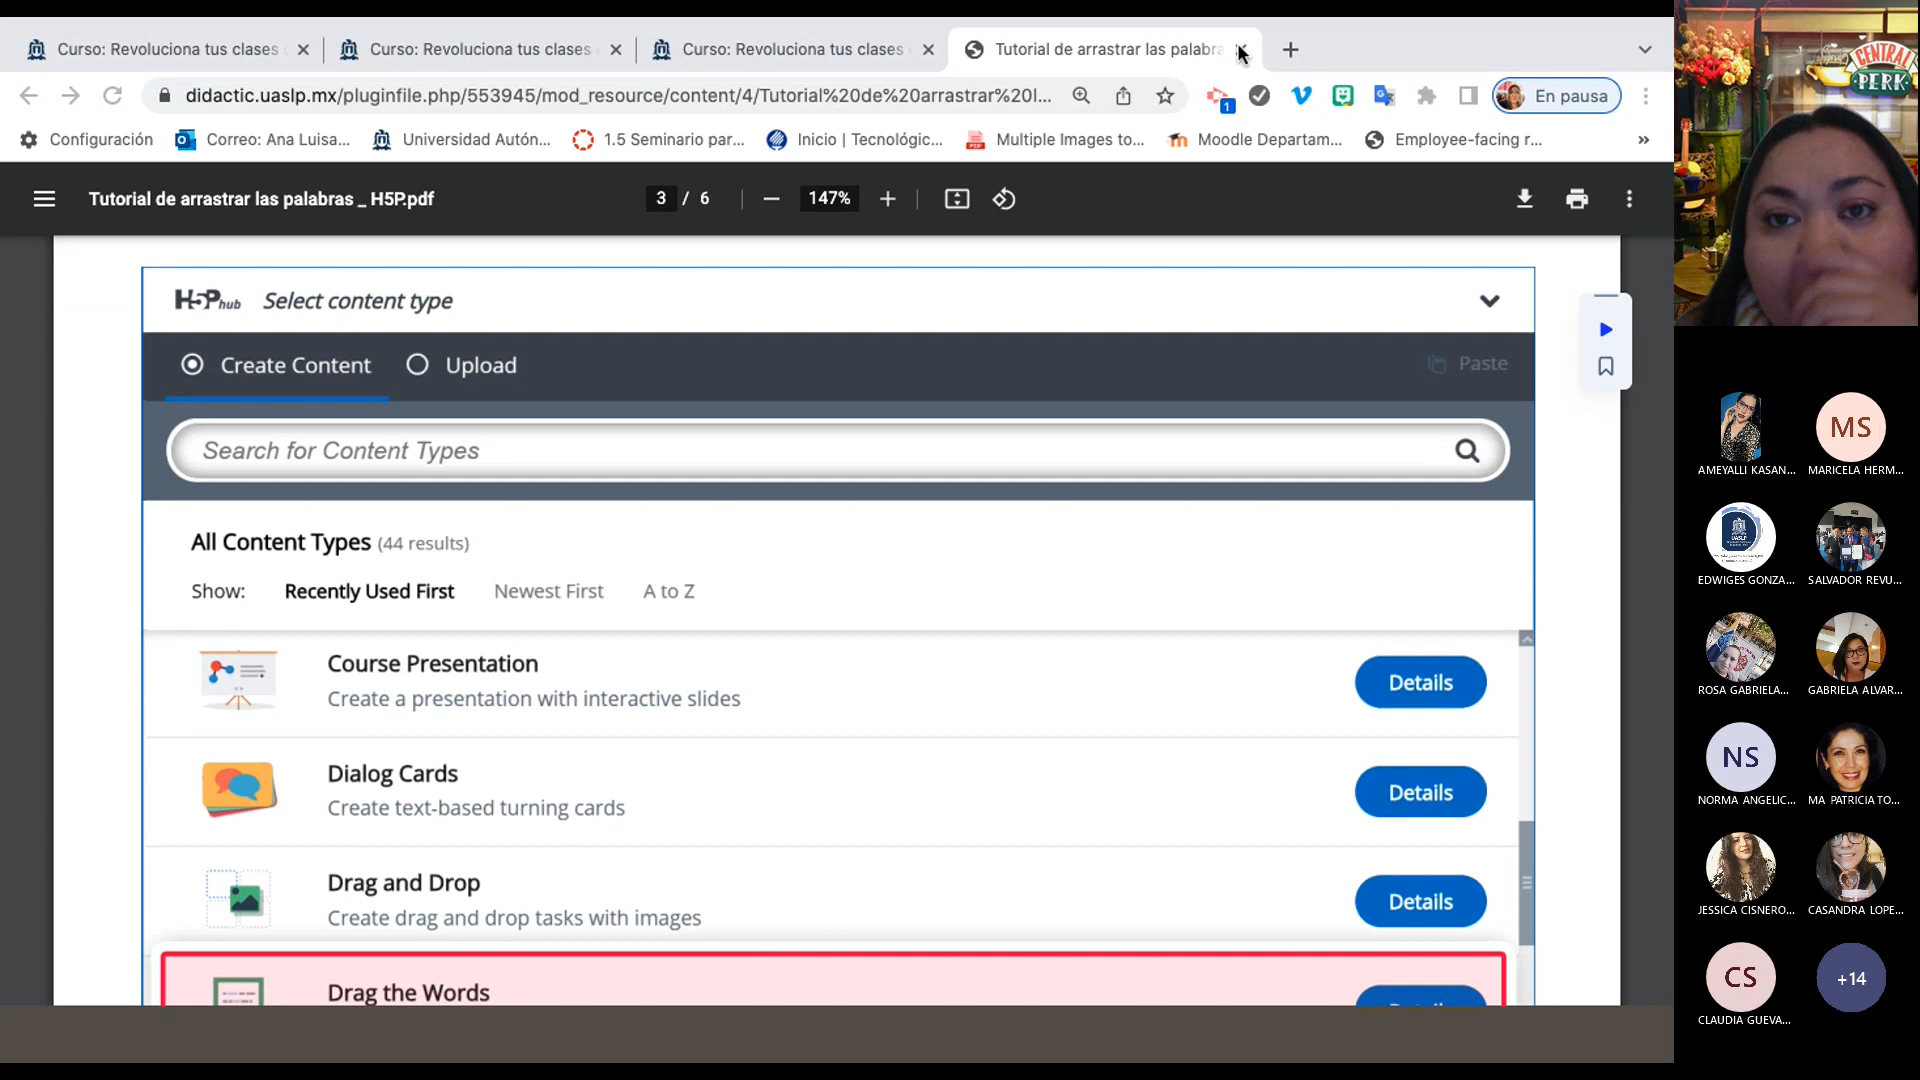 Curso: Revoluciona tus clases
Curso: Revoluciona tus clases
Curso: Revoluciona tus clases
Tutorial de arrastrar las palabra
didactic.uaslp.mx/pluginfile.php/553945/mod_resource/content/4/Tutorial%20de%20arrastrar%20l...
1
En pausa
Configuración
Correo: Ana Luisa...
Universidad Autón...
1.5 Seminario par...
Inicio | Tecnológic...
Multiple Images to...
Moodle Departam...
Employee-facing r...
»
Tutorial de arrastrar las palabras _ H5P.pdf
3 / 6
147%
H5P hub Select content type
Create Content
Upload
Paste
Search for Content Types
All Content Types (44 results)
Show: Recently Used First Newest First A to Z
Course Presentation
Create a presentation with interactive slides
Details
Dialog Cards
Create text-based turning cards
Details
Drag and Drop
Create drag and drop tasks with images
Details
Drag the Words
CENTRAL
PERK
AMEYALLI KASAN...
MS
MARICELA HERM...
UASLP
EDWIGES GONZA...
SALVADOR REVU...
ROSA GABRIELA...
GABRIELA ALVAR...
NS
NORMA ANGELIC...
MA PATRICIA TO...
JESSICA CISNERO...
CASANDRA LOPE...
CS
CLAUDIA GUEVA...
+14